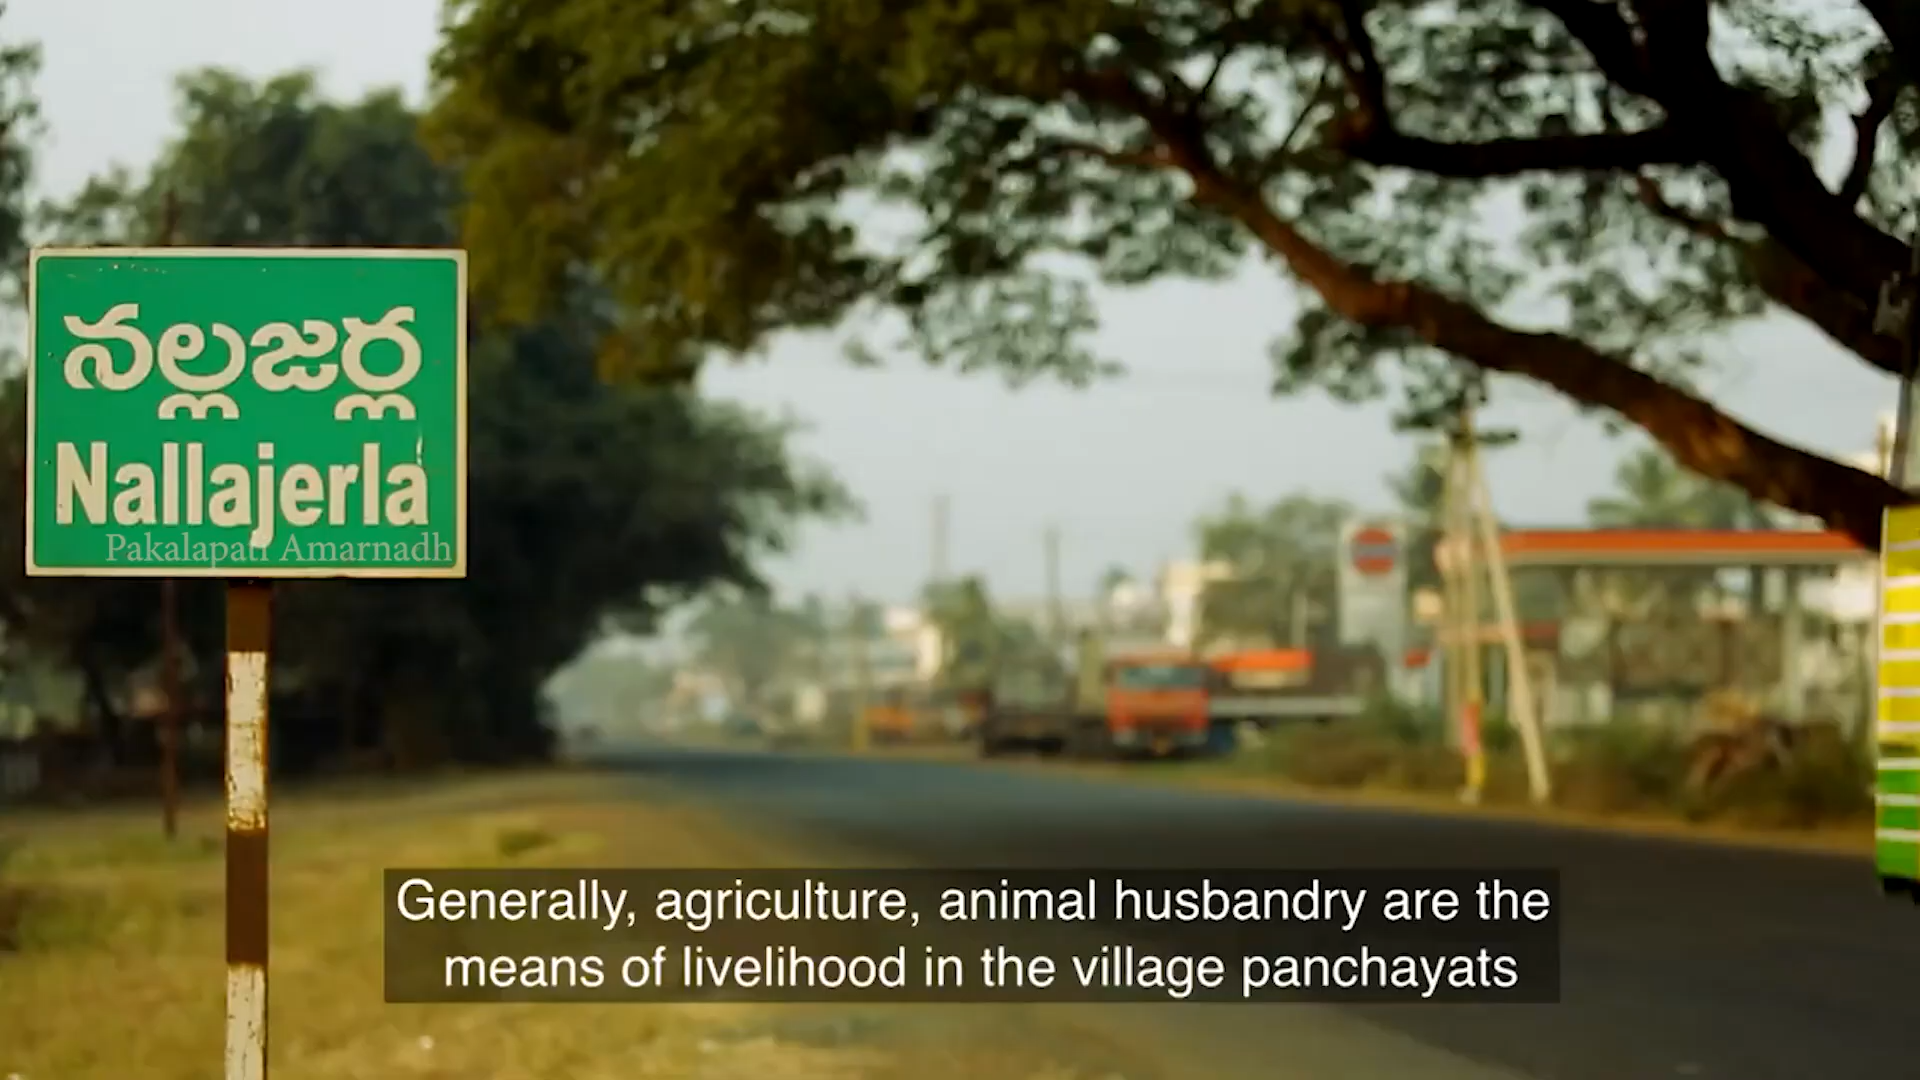 నల్లజర్ల
Nallajerla
Pakalapati Amarnadh
Generally, agriculture, animal husbandry are the
means of livelihood in the village panchayats